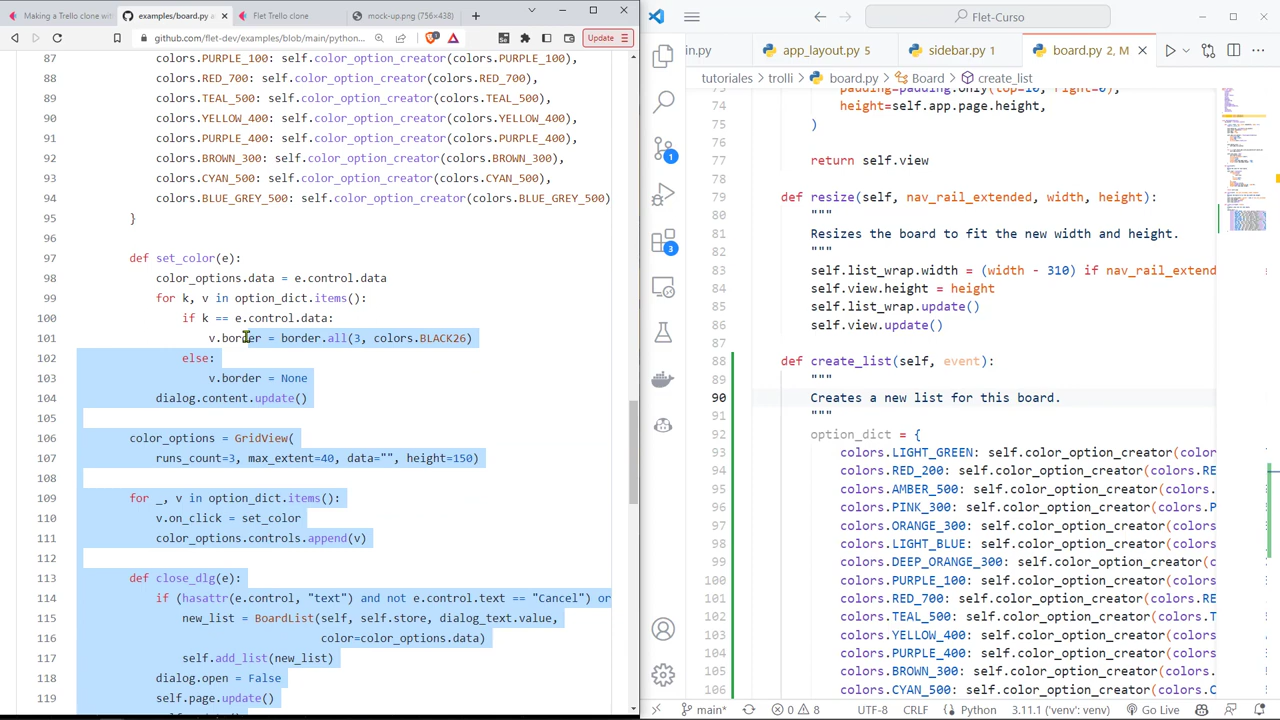 Making a Trello clone with
examples/board.py a
Trello clone
mock-up.png (756×438)
github.com/flet-dev/examples/blob/main/python
Update
87 colors.PURPLE_100: self.color_option_creator(colors.PURPLE_100),
88 colors.RED_700: self.color_option_creator(colors.RED_700),
89 colors.TEAL_500: self.color_option_creator(colors.TEAL_500),
90 colors.YELLOW_400: self.color_option_creator(colors.YELLOW_400),
91 colors.PURPLE_400: self.color_option_creator(colors.PURPLE_400),
92 colors.BROWN_300: self.color_option_creator(colors.BROWN_300),
93 colors.CYAN_500: self.color_option_creator(colors.CYAN_500),
94 colors.BLUE_GREY_500: self.color_option_creator(colors.BLUE_GREY_500)
95 }
96
97 def set_color(e):
98 color_options.data = e.control.data
99 for k, v in option_dict.items():
100 if k == e.control.data:
101 v.border = border.all(3, colors.BLACK26)
102 else:
103 v.border = None
104 dialog.content.update()
105
106 color_options = GridView(
107 runs_count=3, max_extent=40, data="", height=150)
108
109 for _, v in option_dict.items():
110 v.on_click = set_color
111 color_options.controls.append(v)
112
113 def close_dlg(e):
114 if (hasattr(e.control, "text") and not e.control.text == "Cancel") or
115 new_list = BoardList(self, self.store, dialog_text.value,
116 color=color_options.data)
117 self.add_list(new_list)
118 dialog.open = False
119 self.page.update()
Flet-Curso
in.py
app_layout.py 5
sidebar.py 1
board.py 2, M
tutoriales
trolli
board.py
Board
create_list
padding=padding.only(top=10, right=0),
74 height=self.app.page.height,
75 )
76
77 return self.view
78
79 def resize(self, nav_rail_extended, width, height):
80 """
81 Resizes the board to fit the new width and height.
82 """
83 self.list_wrap.width = (width - 310) if nav_rail_extend
84 self.view.height = height
85 self.list_wrap.update()
86 self.view.update()
87
88 def create_list(self, event):
89 """
90 Creates a new list for this board.
91 """
92 option_dict = {
93 colors.LIGHT_GREEN: self.color_option_creator(color
94 colors.RED_200: self.color_option_creator(colors.RE
95 colors.AMBER_500: self.color_option_creator(colors.
96 colors.PINK_300: self.color_option_creator(colors.P
97 colors.ORANGE_300: self.color_option_creator(colors
98 colors.LIGHT_BLUE: self.color_option_creator(colors
99 colors.DEEP_ORANGE_300: self.color_option_creator(c
100 colors.PURPLE_100: self.color_option_creator(colors
101 colors.RED_700: self.color_option_creator(colors.RE
102 colors.TEAL_500: self.color_option_creator(colors.T
103 colors.YELLOW_400: self.color_option_creator(colors
104 colors.PURPLE_400: self.color_option_creator(colors
105 colors.BROWN_300: self.color_option_creator(colors.
106 colors.CYAN_500: self.color_option_creator(colors.C
1
3
main*
0
8
UTF-8
CRLF
Python
3.11.1 ('venv': venv)
Go Live